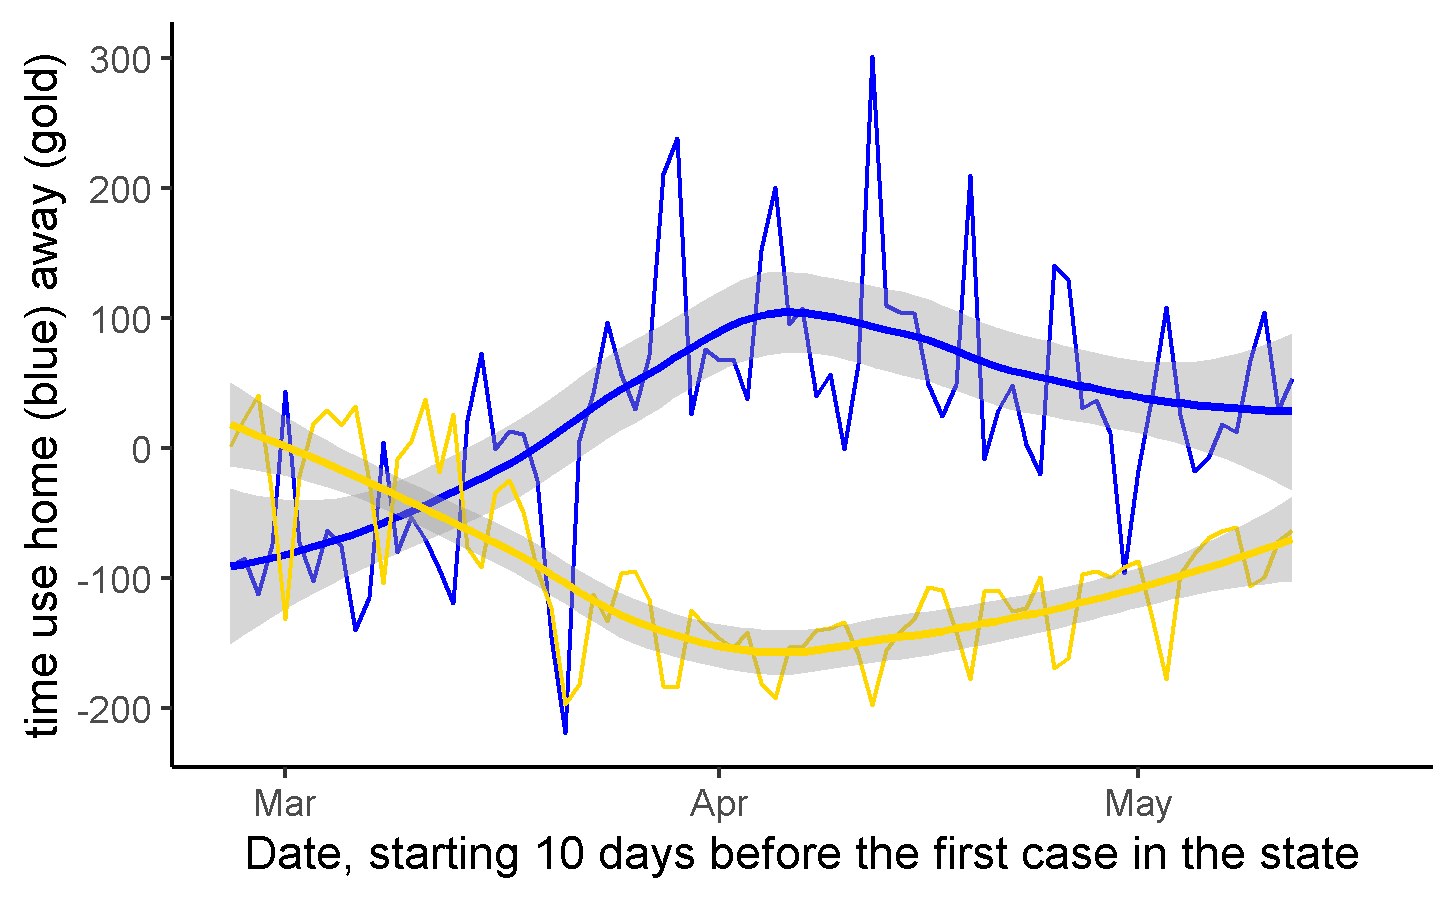 time use home (blue) away (gold)
300
200
100
0
-100
-200
Mar Apr May
Date, starting 10 days before the first case in the state